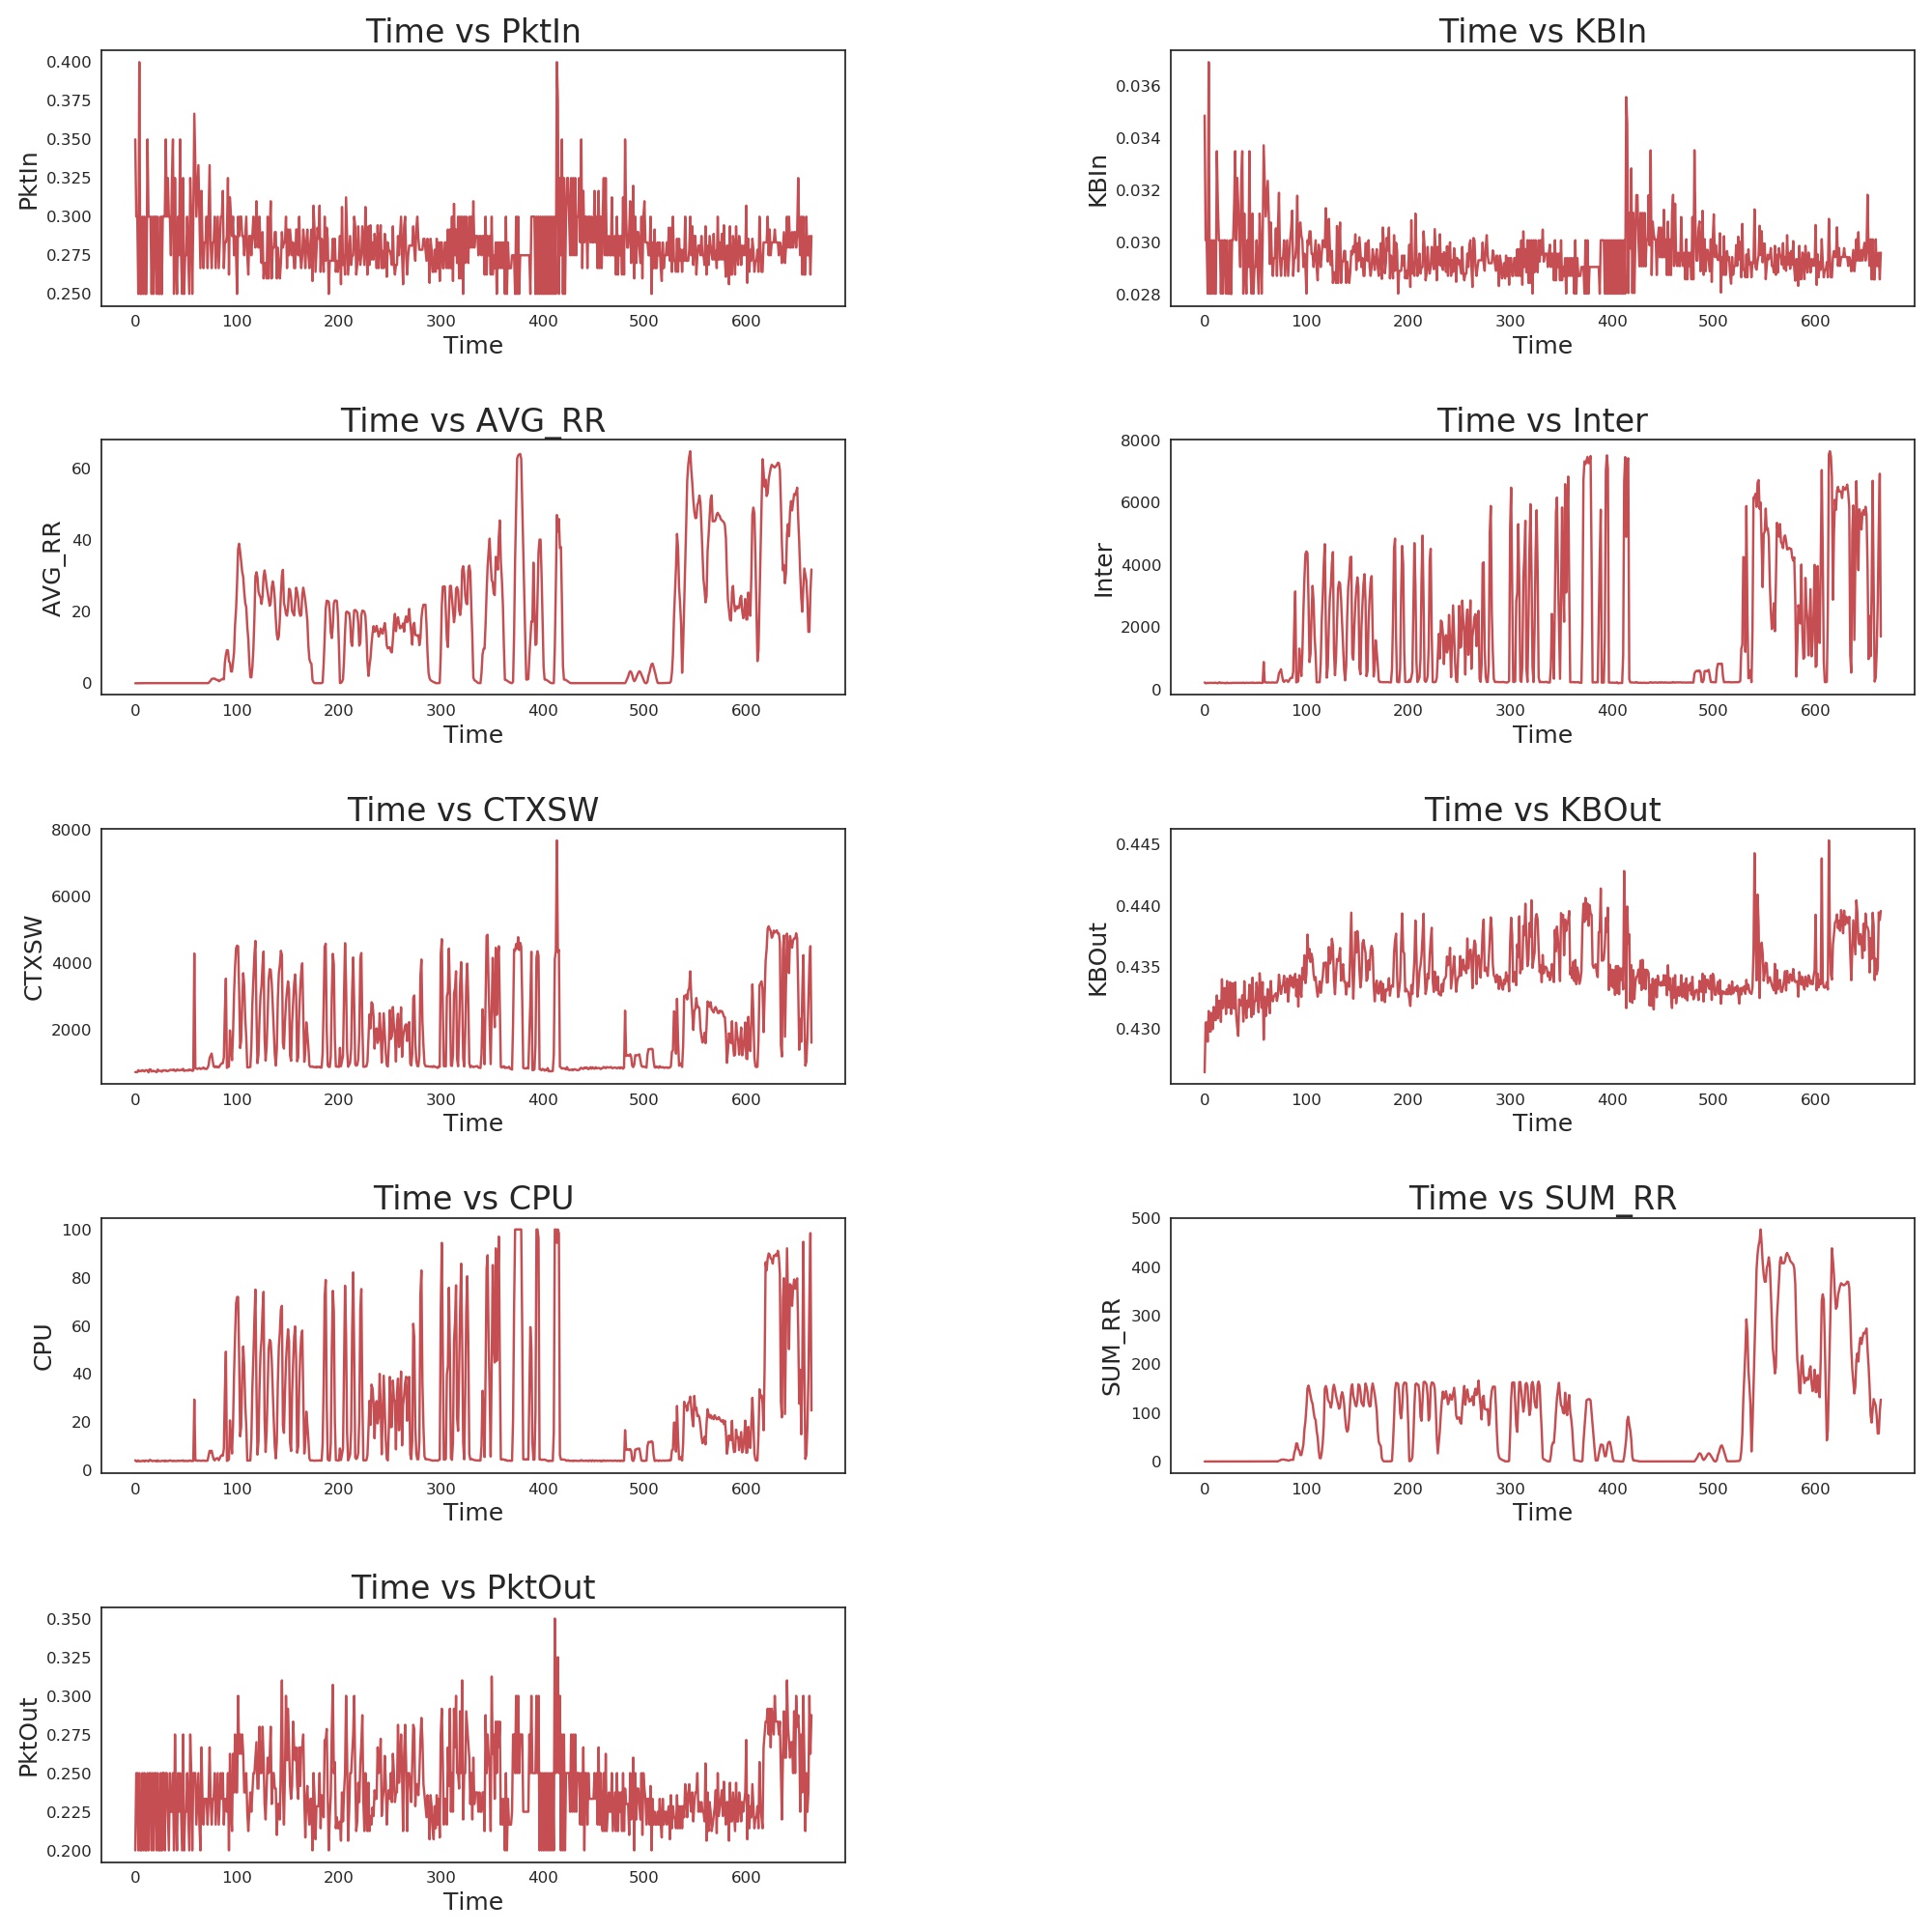 Time vs PktIn
PktIn
0.400
0.375
0.350
0.325
0.300
0.275
0.250
0 100 200 300 400 500 600
Time
Time vs KBIn
KBIn
0.036
0.034
0.032
0.030
0.028
0 100 200 300 400 500 600
Time
Time vs AVG_RR
AVG_RR
60
40
20
0
0 100 200 300 400 500 600
Time
Time vs Inter
Inter
8000
6000
4000
2000
0
0 100 200 300 400 500 600
Time
Time vs CTXSW
CTXSW
8000
6000
4000
2000
0 100 200 300 400 500 600
Time
Time vs KBOut
KBOut
0.445
0.440
0.435
0.430
0 100 200 300 400 500 600
Time
Time vs CPU
CPU
100
80
60
40
20
0
0 100 200 300 400 500 600
Time
Time vs SUM_RR
SUM_RR
500
400
300
200
100
0
0 100 200 300 400 500 600
Time
Time vs PktOut
PktOut
0.350
0.325
0.300
0.275
0.250
0.225
0.200
0 100 200 300 400 500 600
Time